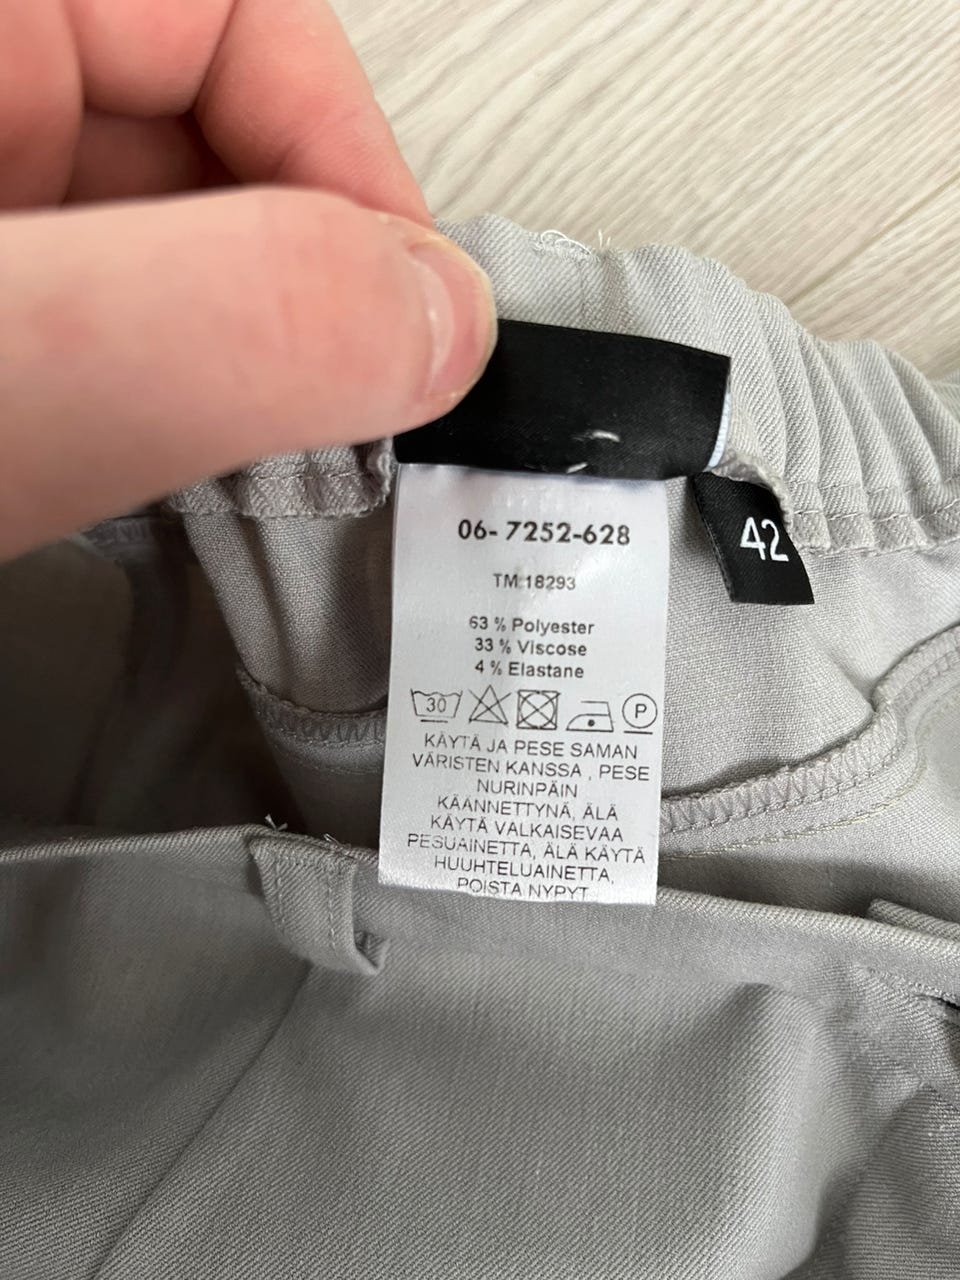 06- 7252-628
42
TM:18293
63 % Polyester
33 % Viscose
4 % Elastane
30
P
KÄYTÄ JA PESE SAMAN
VÄRISTEN KANSSA , PESE
NURINPÄIN
KÄÄNNETTYNÄ, ÄLÄ
KÄYTÄ VALKAISEVAA
PESUAINETTA, ÄLÄ KÄYTÄ
HUUHTELUAINETTA,
POISTA NYPYT